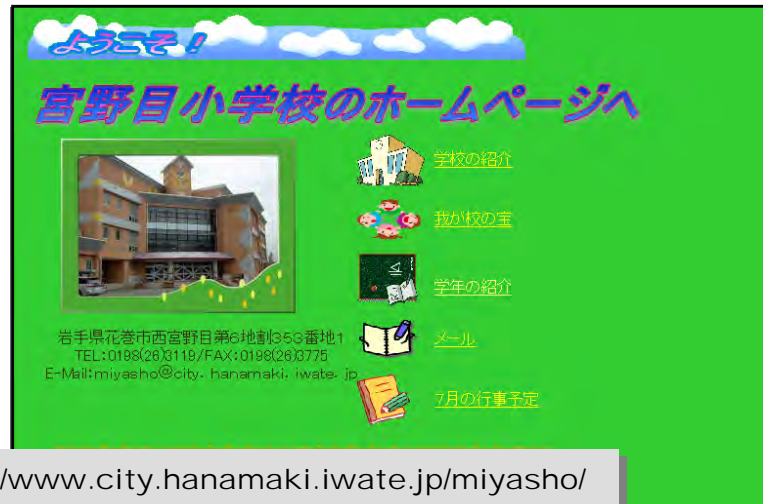 ようこそ！
宮野目小学校のホームページへ
学校の紹介
我が校の宝
学年の紹介
メール
7月の行事予定
岩手県花巻市西宮野目第6地割353番地1
TEL:0198(26)3119/FAX:0198(26)3775
E-Mail:miyasho@city. hanamaki. iwate. jp
/www.city.hanamaki.iwate.jp/miyasho/